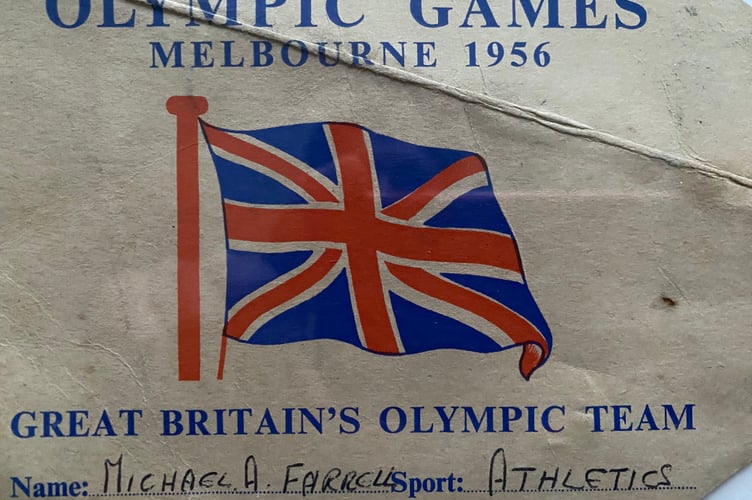 OLYMPIC GAMES
MELBOURNE 1956
GREAT BRITAIN'S OLYMPIC TEAM
Name: MICHAEL.A. FARRELL Sport: ATHLETICS